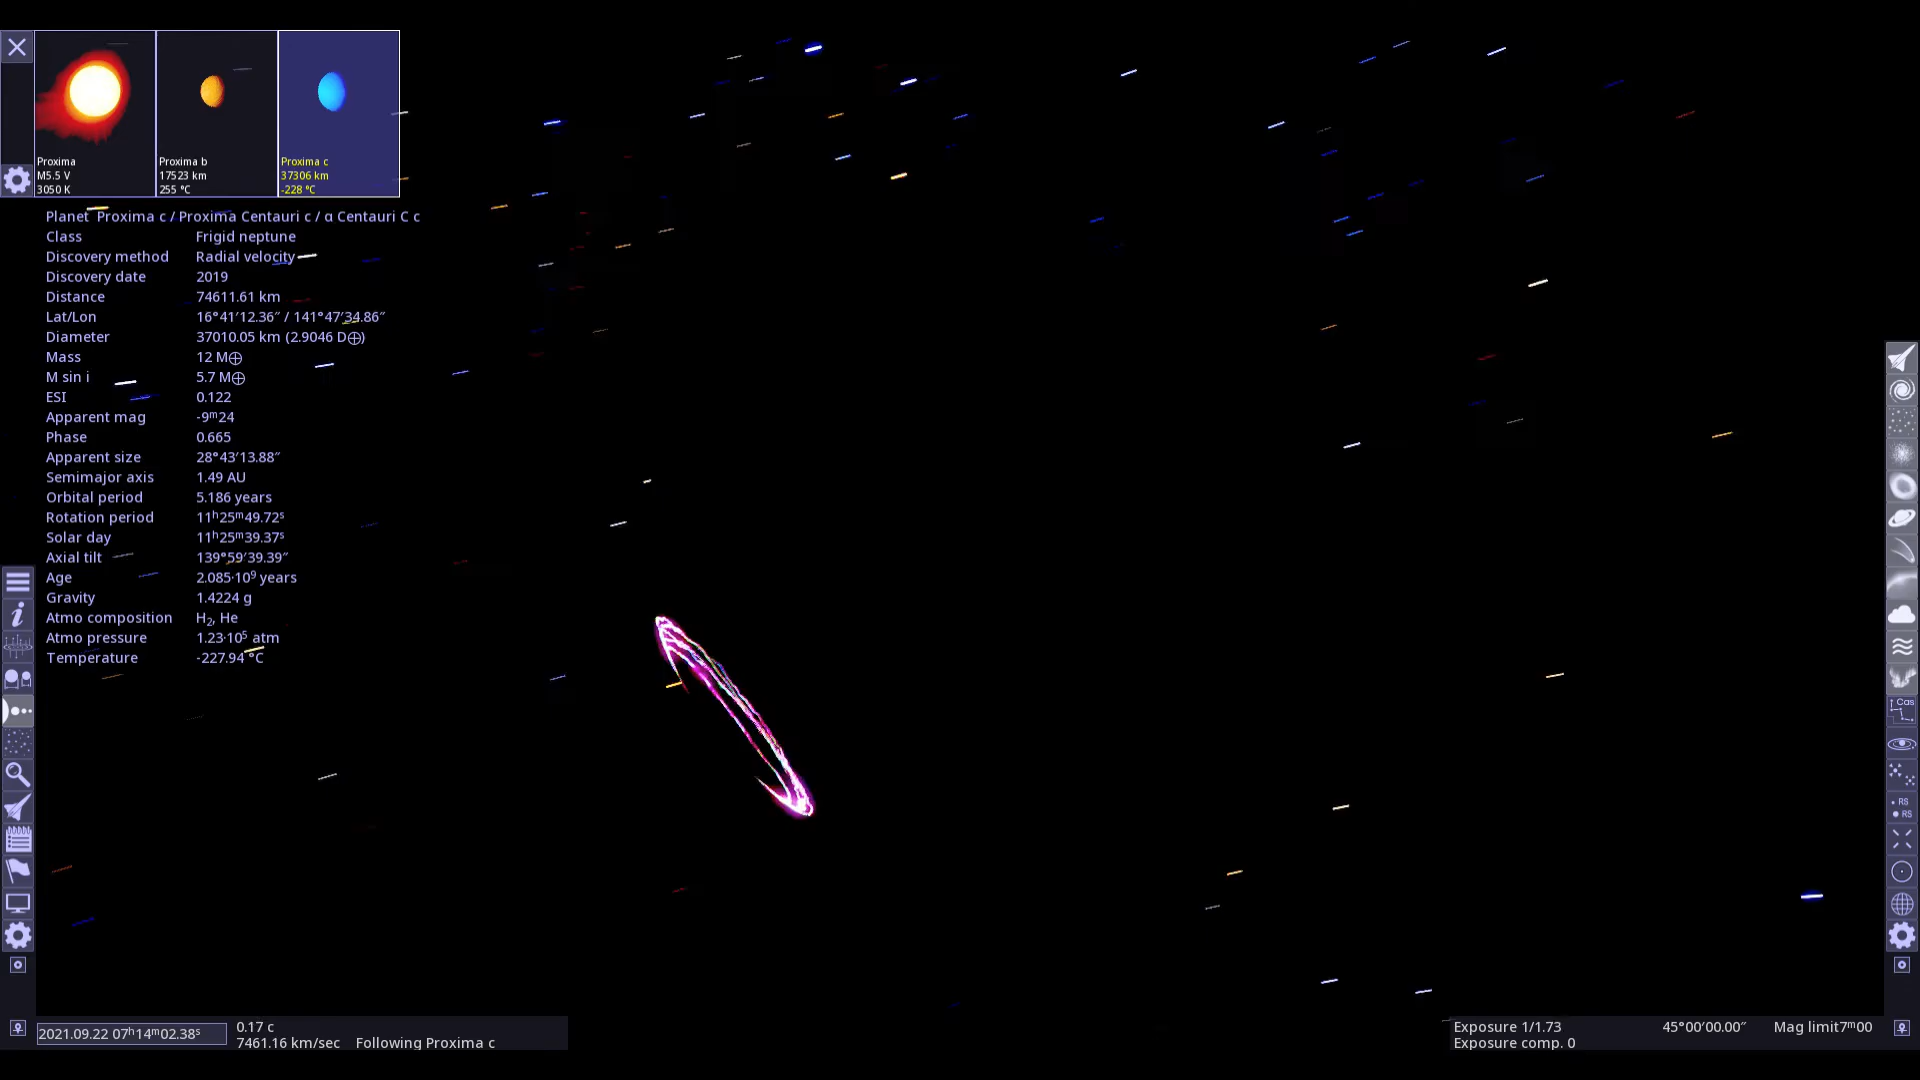 Proxima
M5.5 V
3050 K
Proxima b
17523 km
255 °C
Proxima c
37306 km
-228 °C
Planet Proxima c / Proxima Centauri c / α Centauri C c
Class Frigid neptune
Discovery method Radial velocity
Discovery date 2019
Distance 74611.61 km
Lat/Lon 16°41′12.36″ / 141°47′34.86″
Diameter 37010.05 km (2.9046 D⊕)
Mass 12 M⊕
M sin i 5.7 M⊕
ESI 0.122
Apparent mag -9ᵐ24
Phase 0.665
Apparent size 28°43′13.88″
Semimajor axis 1.49 AU
Orbital period 5.186 years
Rotation period 11ʰ25ᵐ49.72ˢ
Solar day 11ʰ25ᵐ39.37ˢ
Axial tilt 139°59′39.39″
Age 2.085·10⁹ years
Gravity 1.4224 g
Atmo composition H₂, He
Atmo pressure 1.23·10⁵ atm
Temperature -227.94 °C
Cas
RS
RS
2021.09.22 07ʰ14ᵐ02.38ˢ
0.17 c
7461.16 km/sec Following Proxima c
Exposure 1/1.73 45°00′00.00″ Mag limit7ᵐ00
Exposure comp. 0